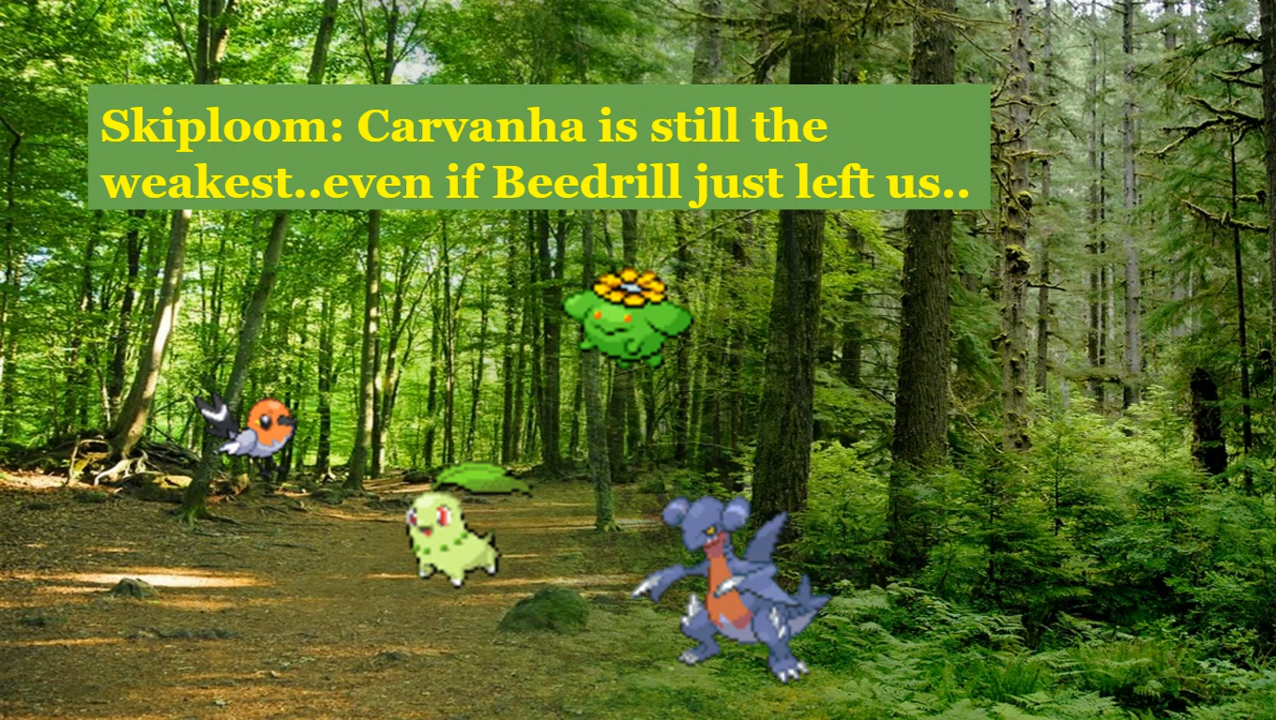 Skiploom: Carvanha is still the
weakest..even if Beedrill just left us..